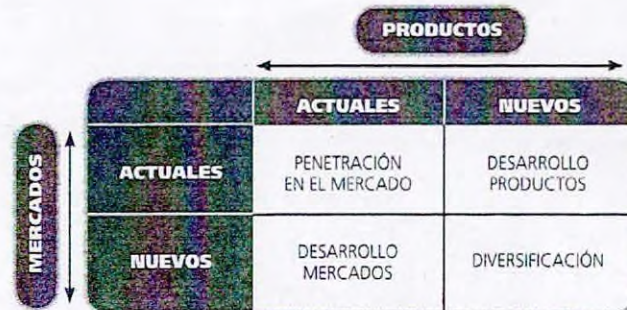 PRODUCTOS
ACTUALES NUEVOS
MERCADOS
ACTUALES
PENETRACIÓN
EN EL MERCADO
DESARROLLO
PRODUCTOS
NUEVOS
DESARROLLO
MERCADOS
DIVERSIFICACIÓN